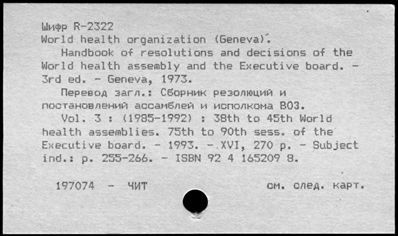 Шифр R-2322
World health organization (Geneva).
Handbook of resolutions and decisions of the
World health assembly and the Executive board. -
3rd ed. - Geneva, 1973.
Перевод загл.: Сборник резолюций и
постановлений ассамблей и исполкома ВОЗ.
Vol. 3 : (1985-1992) : 38th to 45th World
health assemblies. 75th to 90th sess. of the
Executive board. - 1993. - XVI, 270 p. - Subject
ind.: p. 255-266. - ISBN 92 4 165209 8.
197074 - ЧИТ см. след. карт.